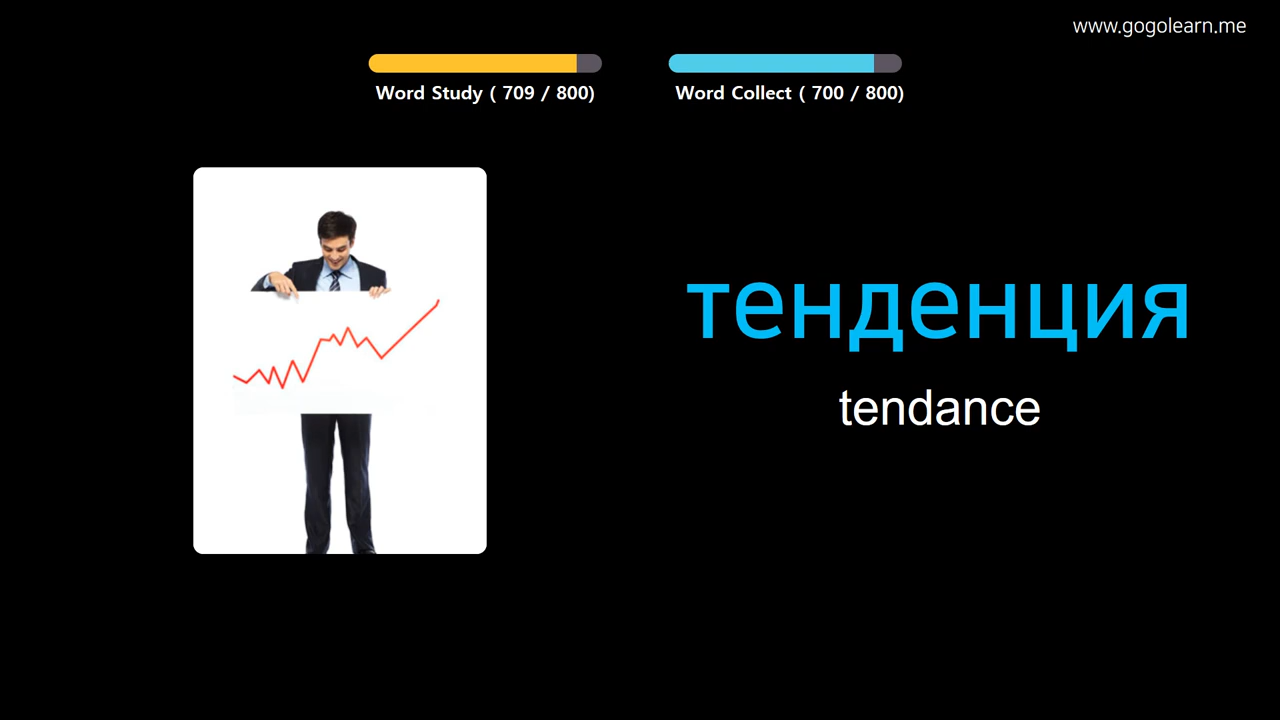 www.gogolearn.me
Word Study ( 709 / 800)
Word Collect ( 700 / 800)
тенденция
tendance